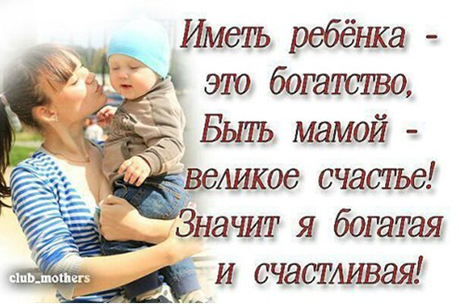 Иметь ребёнка -
это богатство,
Быть мамой -
великое счастье!
Значит я богатая
и счастливая!
club_mothers